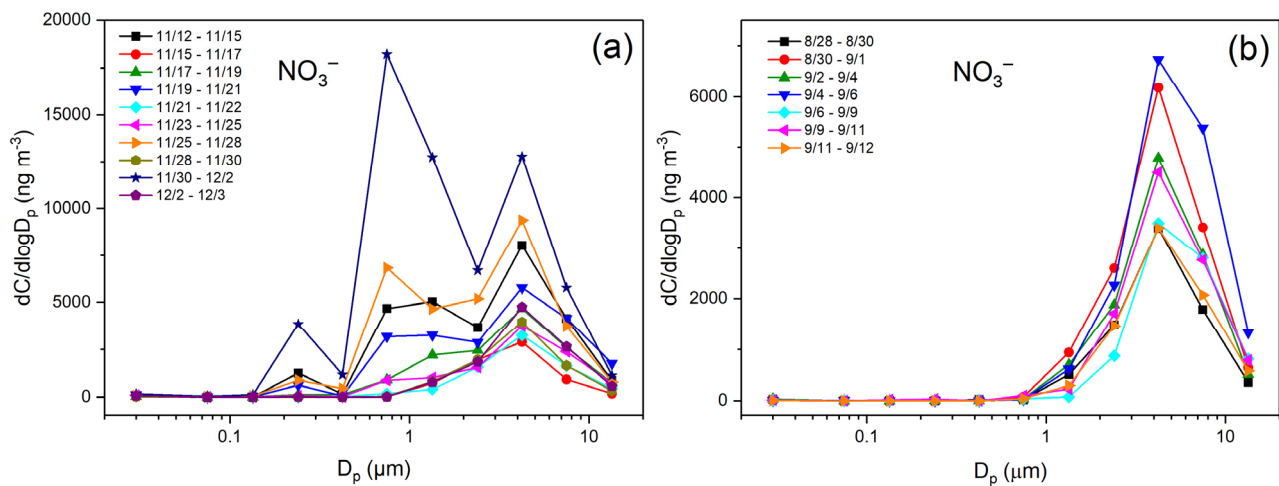 (a)
NO₃⁻
11/12 - 11/15
11/15 - 11/17
11/17 - 11/19
11/19 - 11/21
11/21 - 11/22
11/23 - 11/25
11/25 - 11/28
11/28 - 11/30
11/30 - 12/2
12/2 - 12/3
dC/dlogDₚ (ng m⁻³)
20000
15000
10000
5000
0
0.1
1
10
Dₚ (µm)
(b)
NO₃⁻
8/28 - 8/30
8/30 - 9/1
9/2 - 9/4
9/4 - 9/6
9/6 - 9/9
9/9 - 9/11
9/11 - 9/12
dC/dlogDₚ (ng m⁻³)
6000
4000
2000
0
0.1
1
10
Dₚ (µm)